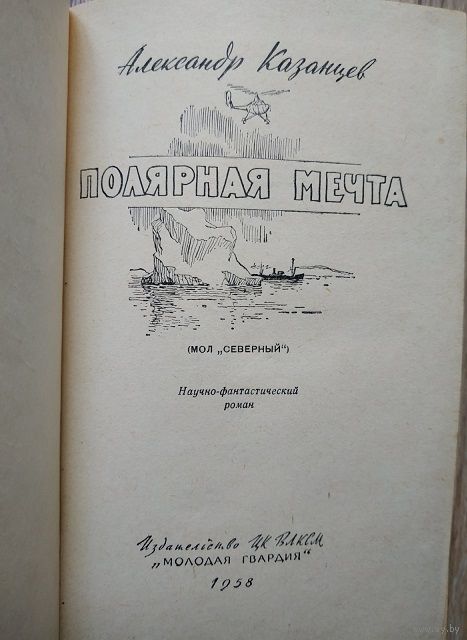 Александр Казанцев
ПОЛЯРНАЯ МЕЧТА
(МОЛ „СЕВЕРНЫЙ“)
Научно-фантастический
роман
Издательство ЦК ВЛКСМ
„МОЛОДАЯ ГВАРДИЯ“
1958